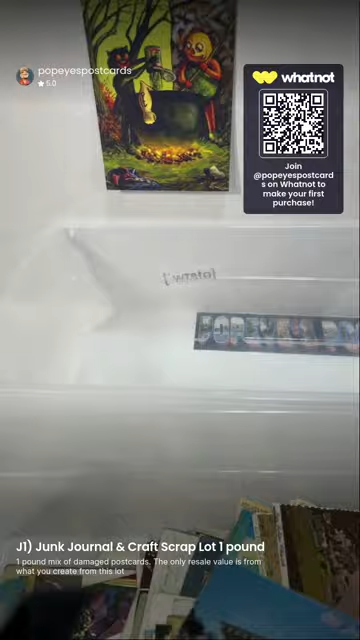 popeyespostcards
★ 5.0
whatnot
Join
@popeyespostcard
s on Whatnot to
make your first
purchase!
J1) Junk Journal & Craft Scrap Lot 1 pound
1 pound mix of damaged postcards. The only resale value is from
what you create from this lot